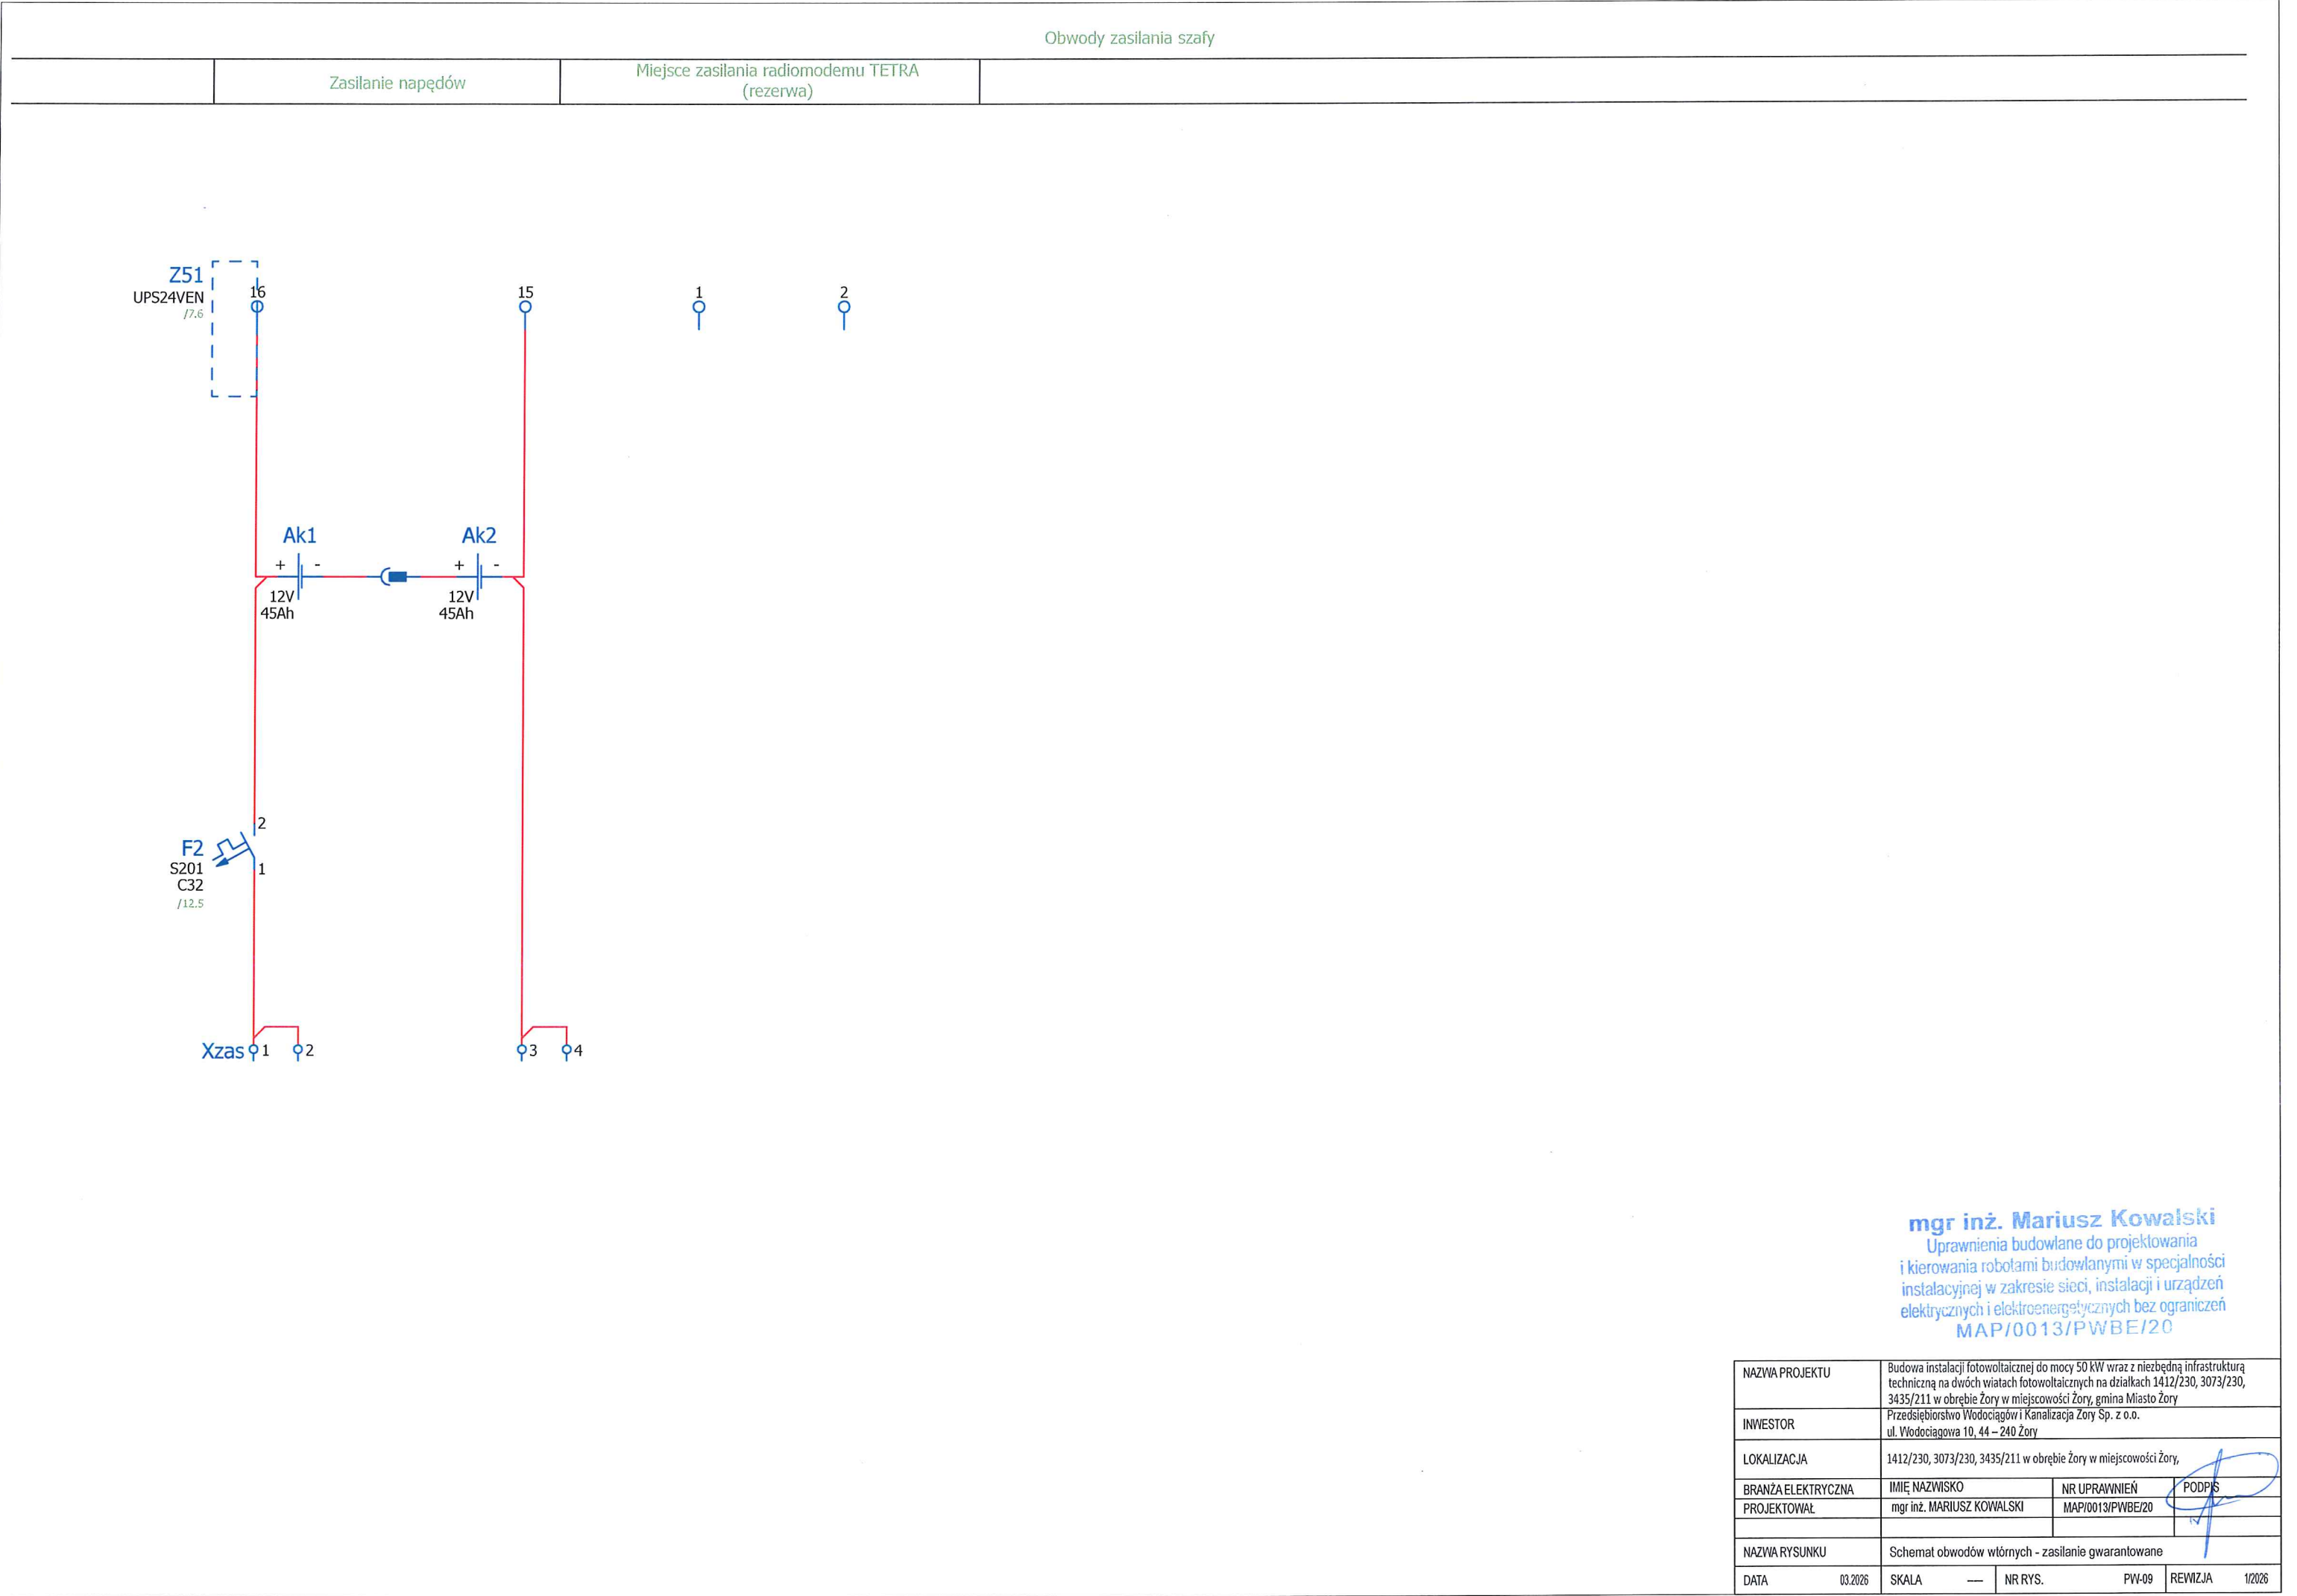 Obwody zasilania szafy
Zasilanie napędów
Miejsce zasilania radiomodemu TETRA
(rezerwa)
Z51
UPS24VEN
/7.6
16
15
1
2
Ak1
Ak2
+ -
+ -
12V
45Ah
12V
45Ah
2
F2
S201
C32
/12.5
1
Xzas 1 2
3 4
mgr inż. Mariusz Kowalski
Uprawnienia budowlane do projektowania
i kierowania robotami budowlanymi w specjalności
instalacyjnej w zakresie sieci, instalacji i urządzeń
elektrycznych i elektroenergetycznych bez ograniczeń
MAP/0013/PWBE/20
NAZWA PROJEKTU
Budowa instalacji fotowoltaicznej do mocy 50 kW wraz z niezbędną infrastrukturą
techniczną na dwóch wiatach fotowoltaicznych na działkach 1412/230, 3073/230,
3435/211 w obrębie Żory w miejscowości Żory, gmina Miasto Żory
INWESTOR
Przedsiębiorstwo Wodociągów i Kanalizacja Żory Sp. z o.o.
ul. Wodociągowa 10, 44 – 240 Żory
LOKALIZACJA
1412/230, 3073/230, 3435/211 w obrębie Żory w miejscowości Żory,
BRANŻA ELEKTRYCZNA IMIĘ NAZWISKO NR UPRAWNIEŃ PODPIS
PROJEKTOWAŁ mgr inż. MARIUSZ KOWALSKI MAP/0013/PWBE/20
NAZWA RYSUNKU Schemat obwodów wtórnych - zasilanie gwarantowane
DATA 03.2026 SKALA ---- NR RYS. PW-09 REWIZJA 1/2026